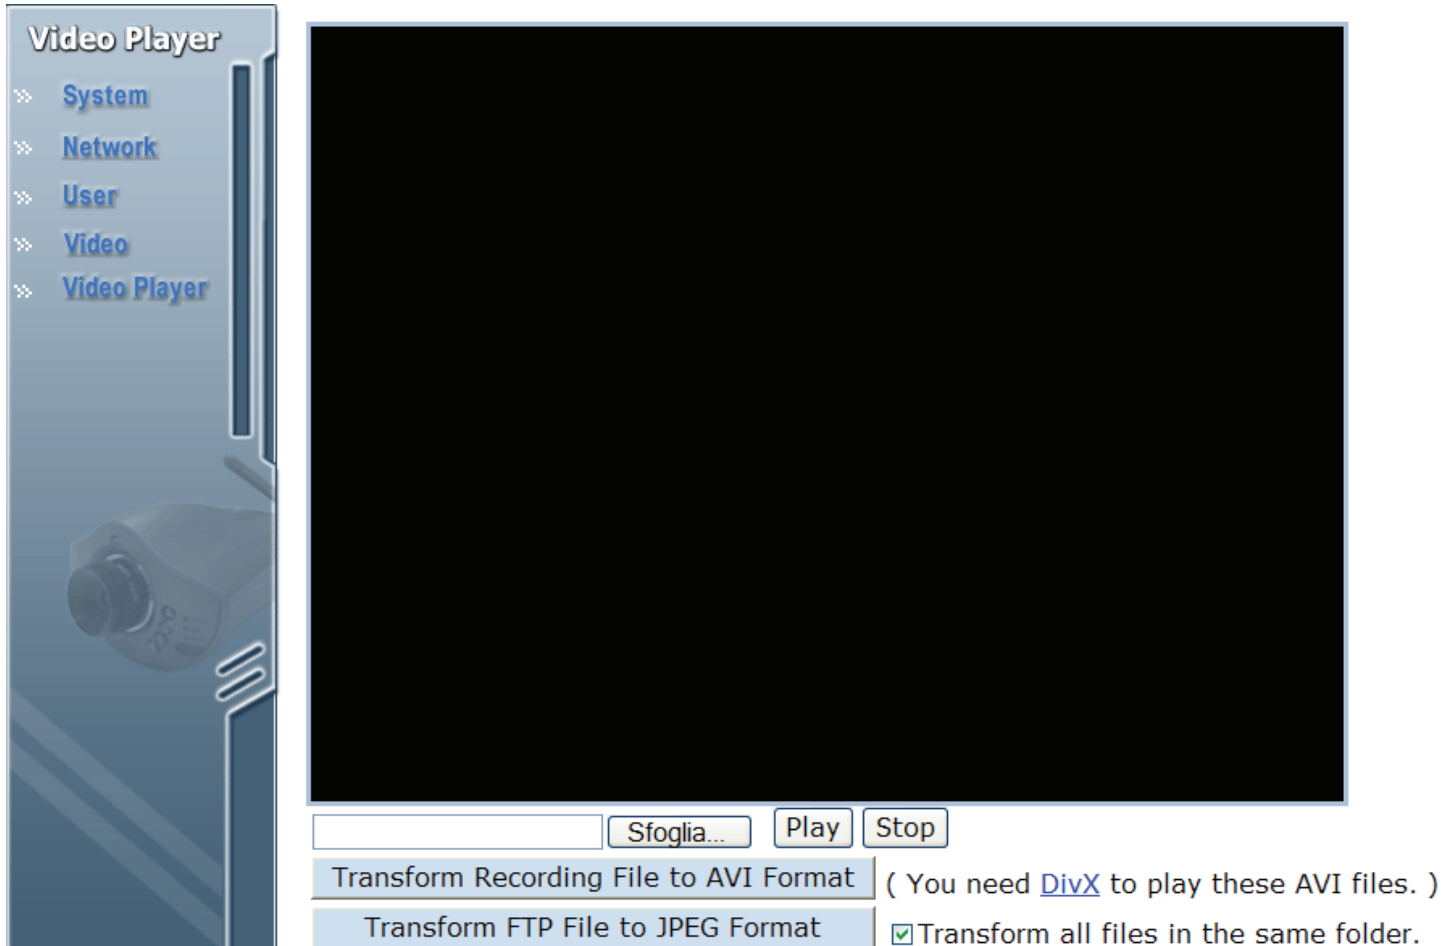 Video Player
System
Network
User
Video
Video Player
Sfoglia... Play Stop
Transform Recording File to AVI Format ( You need DivX to play these AVI files. )
Transform FTP File to JPEG Format Transform all files in the same folder.